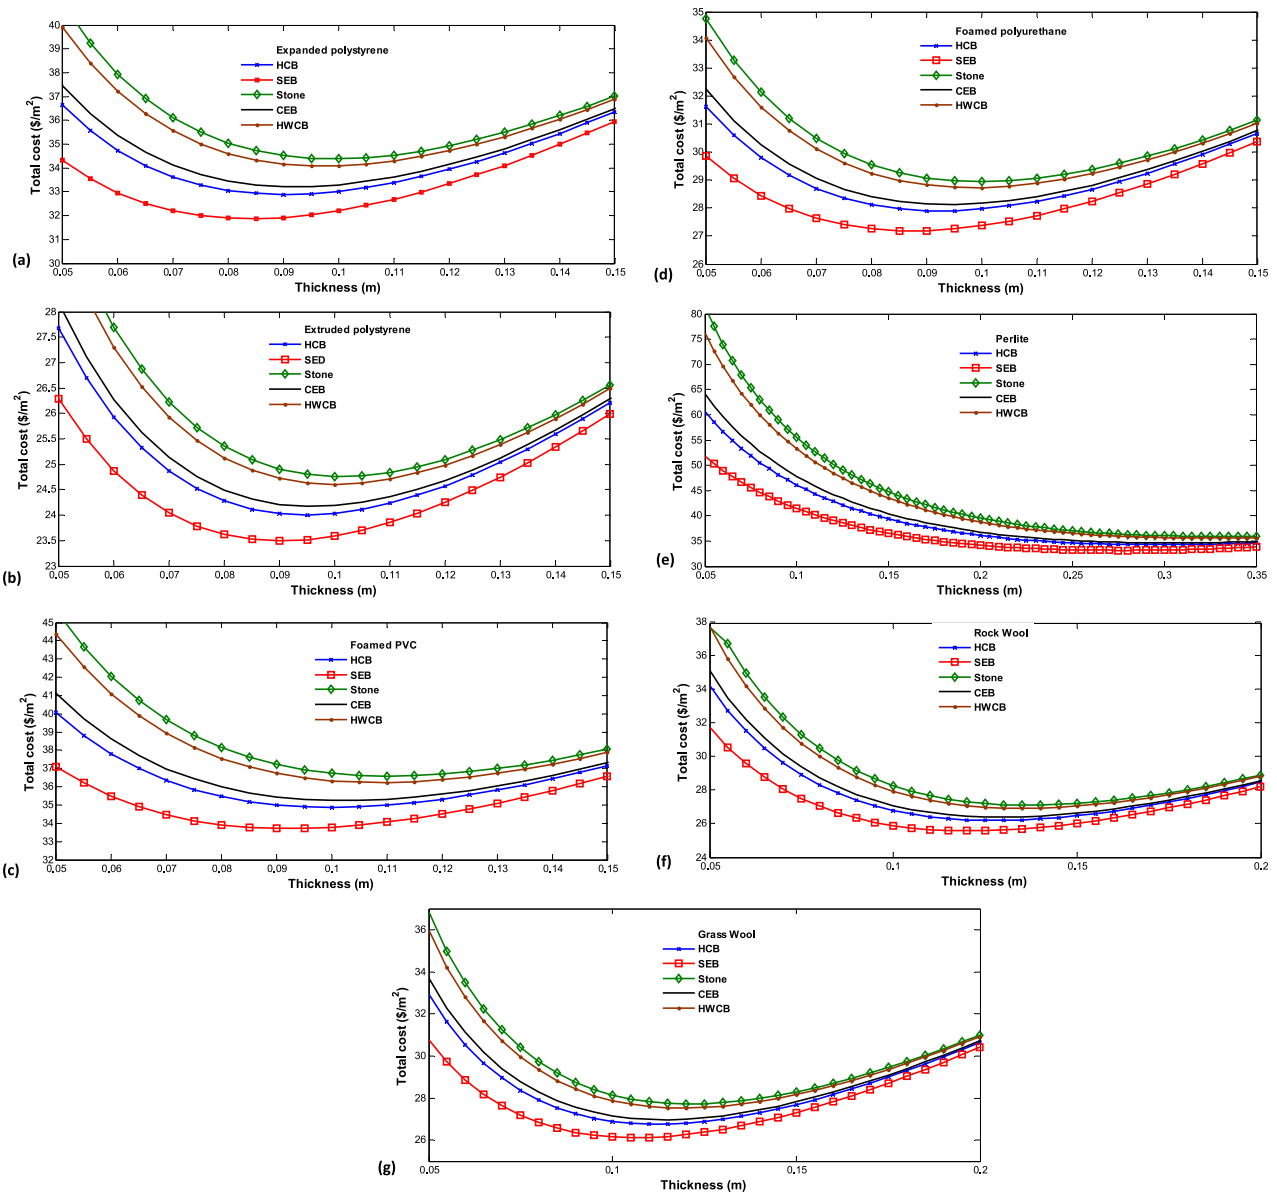 Expanded polystyrene
HCB
SEB
Stone
CEB
HWCB
Total cost ($/m²)
40
39
38
37
36
35
34
33
32
31
30
0.05 0.06 0.07 0.08 0.09 0.1 0.11 0.12 0.13 0.14 0.15
Thickness (m)
(a)
Foamed polyurethane
HCB
SEB
Stone
CEB
HWCB
Total cost ($/m²)
35
34
33
32
31
30
29
28
27
26
0.05 0.06 0.07 0.08 0.09 0.1 0.11 0.12 0.13 0.14 0.15
Thickness (m)
(d)
Extruded polystyrene
HCB
SED
Stone
CEB
HWCB
Total cost ($/m²)
28
27.5
27
26.5
26
25.5
25
24.5
24
23.5
23
0.05 0.06 0.07 0.08 0.09 0.1 0.11 0.12 0.13 0.14 0.15
Thickness (m)
(b)
Perlite
HCB
SEB
Stone
CEB
HWCB
Total cost ($/m²)
80
75
70
65
60
55
50
45
40
35
30
0.05 0.1 0.15 0.2 0.25 0.3 0.35
Thickness (m)
(e)
Foamed PVC
HCB
SEB
Stone
CEB
HWCB
Total cost ($/m²)
45
44
43
42
41
40
39
38
37
36
35
34
33
32
0.05 0.06 0.07 0.08 0.09 0.1 0.11 0.12 0.13 0.14 0.15
Thickness (m)
(c)
Rock Wool
HCB
SEB
Stone
CEB
HWCB
Total cost ($/m²)
38
36
34
32
30
28
26
24
0.05 0.1 0.15 0.2
Thickness (m)
(f)
Grass Wool
HCB
SEB
Stone
CEB
HWCB
Total cost ($/m²)
36
34
32
30
28
26
0.05 0.1 0.15 0.2
Thickness (m)
(g)